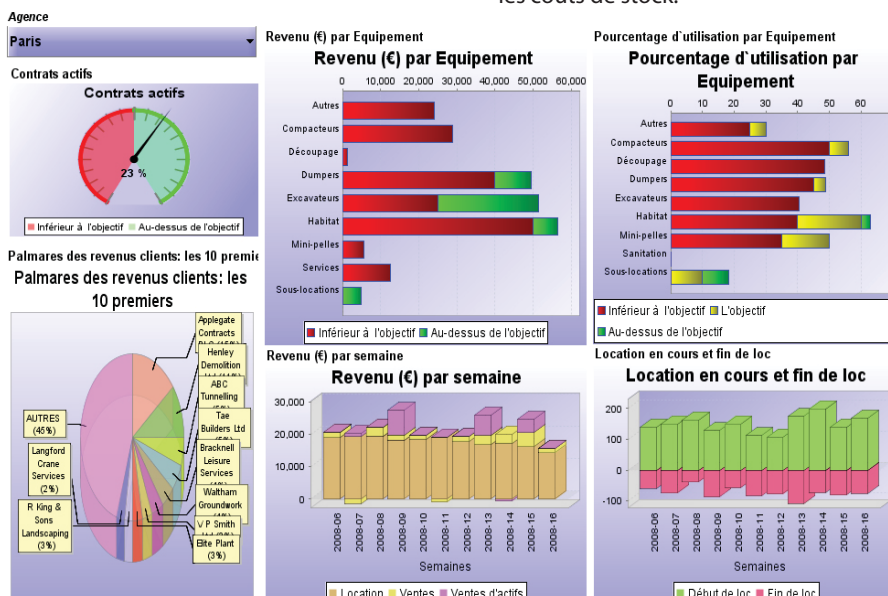 les coûts de stock.
Agence
Paris
Contrats actifs
Contrats actifs
23 %
Inférieur à l'objectif
Au-dessus de l'objectif
Palmares des revenus clients: les 10 premie
Palmares des revenus clients: les
10 premiers
Applegate
Contracts
Henley
Demolition
ABC
Tunnelling
Tae
Builders Ltd
Bracknell
Leisure
Services
Waltham
Groundwork
V P Smith
Elite Plant
(3%)
AUTRES
(45%)
Langford
Crane
Services
(2%)
R King &
Sons
Landscaping
(3%)
Revenu (€) par Equipement
Revenu (€) par Equipement
0 10,000 20,000 30,000 40,000 50,000 60,000
Autres
Compacteurs
Découpage
Dumpers
Excavateurs
Habitat
Mini-pelles
Services
Sous-locations
Inférieur à l'objectif
Au-dessus de l'objectif
Pourcentage d`utilisation par Equipement
Pourcentage d`utilisation par
Equipement
0 10 20 30 40 50 60
Autres
Compacteurs
Découpage
Dumpers
Excavateurs
Habitat
Mini-pelles
Sanitation
Sous-locations
Inférieur à l'objectif
L'objectif
Au-dessus de l'objectif
Revenu (€) par semaine
Revenu (€) par semaine
30,000
20,000
10,000
0
2008-06
2008-07
2008-08
2008-09
2008-10
2008-11
2008-12
2008-13
2008-14
2008-15
2008-16
Semaines
Location
Ventes
Ventes d'actifs
Location en cours et fin de loc
Location en cours et fin de loc
200
100
0
-100
2008-06
2008-07
2008-08
2008-09
2008-10
2008-11
2008-12
2008-13
2008-14
2008-15
2008-16
Semaines
Début de loc
Fin de loc